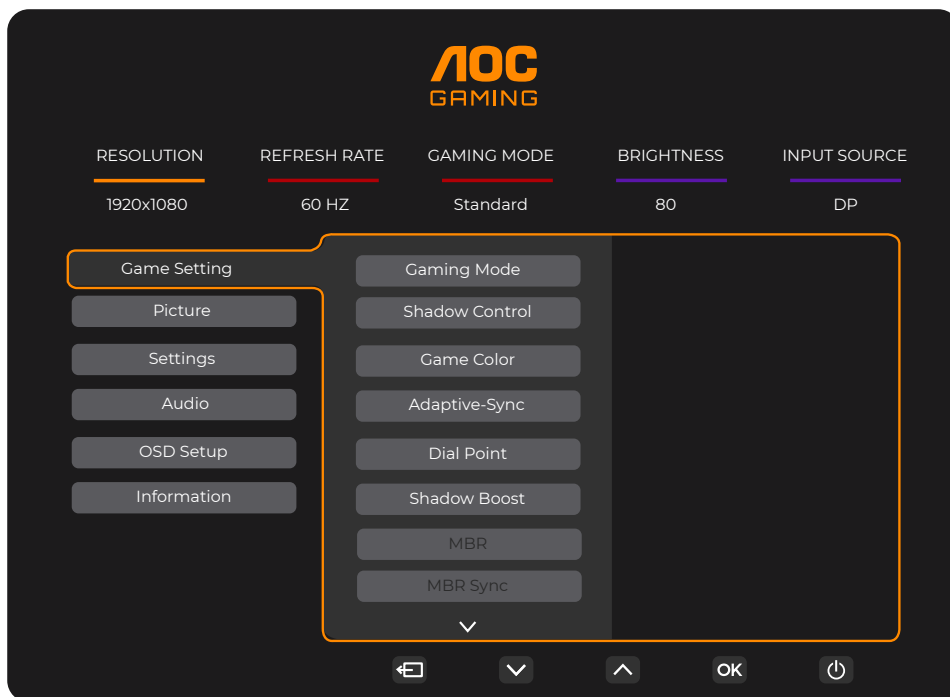 AOC
GAMING
RESOLUTION REFRESH RATE GAMING MODE BRIGHTNESS INPUT SOURCE
1920x1080 60 HZ Standard 80 DP
Game Setting
Picture
Settings
Audio
OSD Setup
Information
Gaming Mode
Shadow Control
Game Color
Adaptive-Sync
Dial Point
Shadow Boost
MBR
MBR Sync
OK